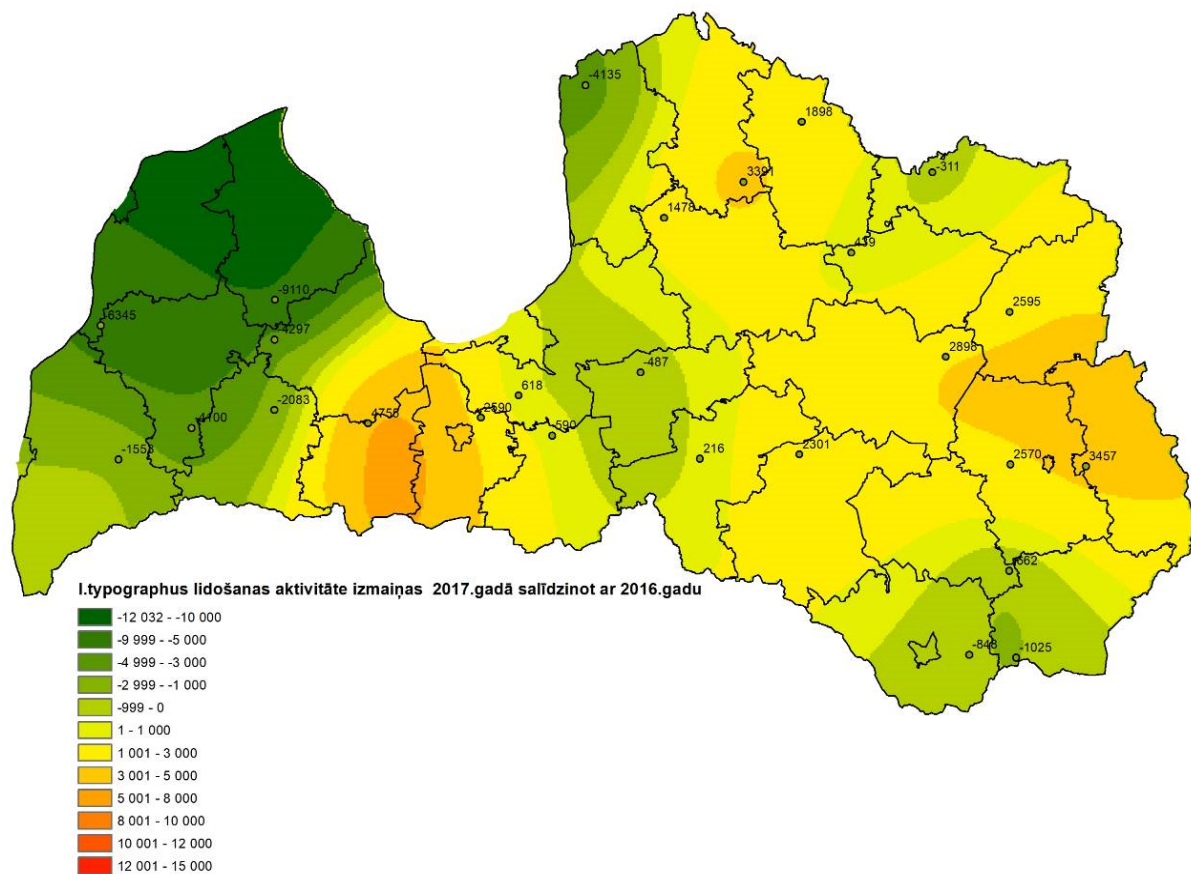 -4135
1898
-311
3391
1478
439
-9110
2595
-6345
-4297
2898
-487
618
-2083
4758
2590
-4100
590
-1553
216
2301
2570
3457
662
-848
-1025
I.typographus lidošanas aktivitāte izmaiņas 2017.gadā salīdzinot ar 2016.gadu
-12 032 - -10 000
-9 999 - -5 000
-4 999 - -3 000
-2 999 - -1 000
-999 - 0
1 - 1 000
1 001 - 3 000
3 001 - 5 000
5 001 - 8 000
8 001 - 10 000
10 001 - 12 000
12 001 - 15 000